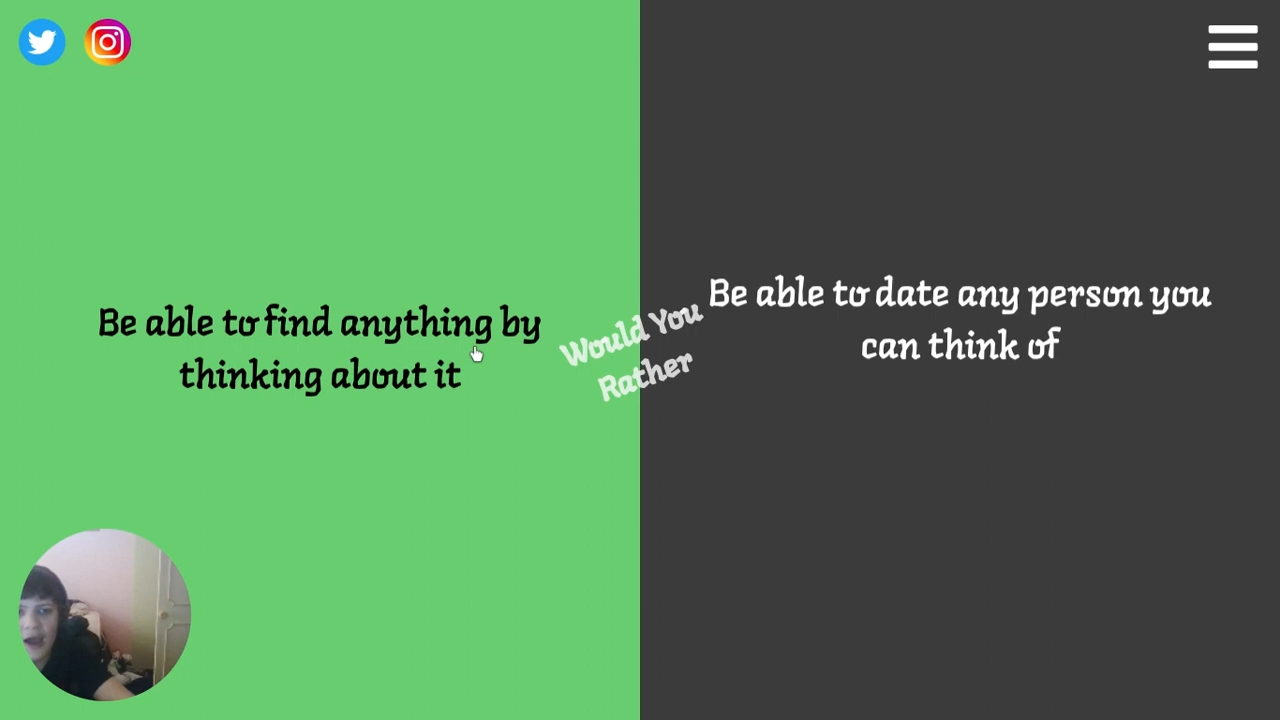 Be able to find anything by
thinking about it
Would You
Rather
Be able to date any person you
can think of